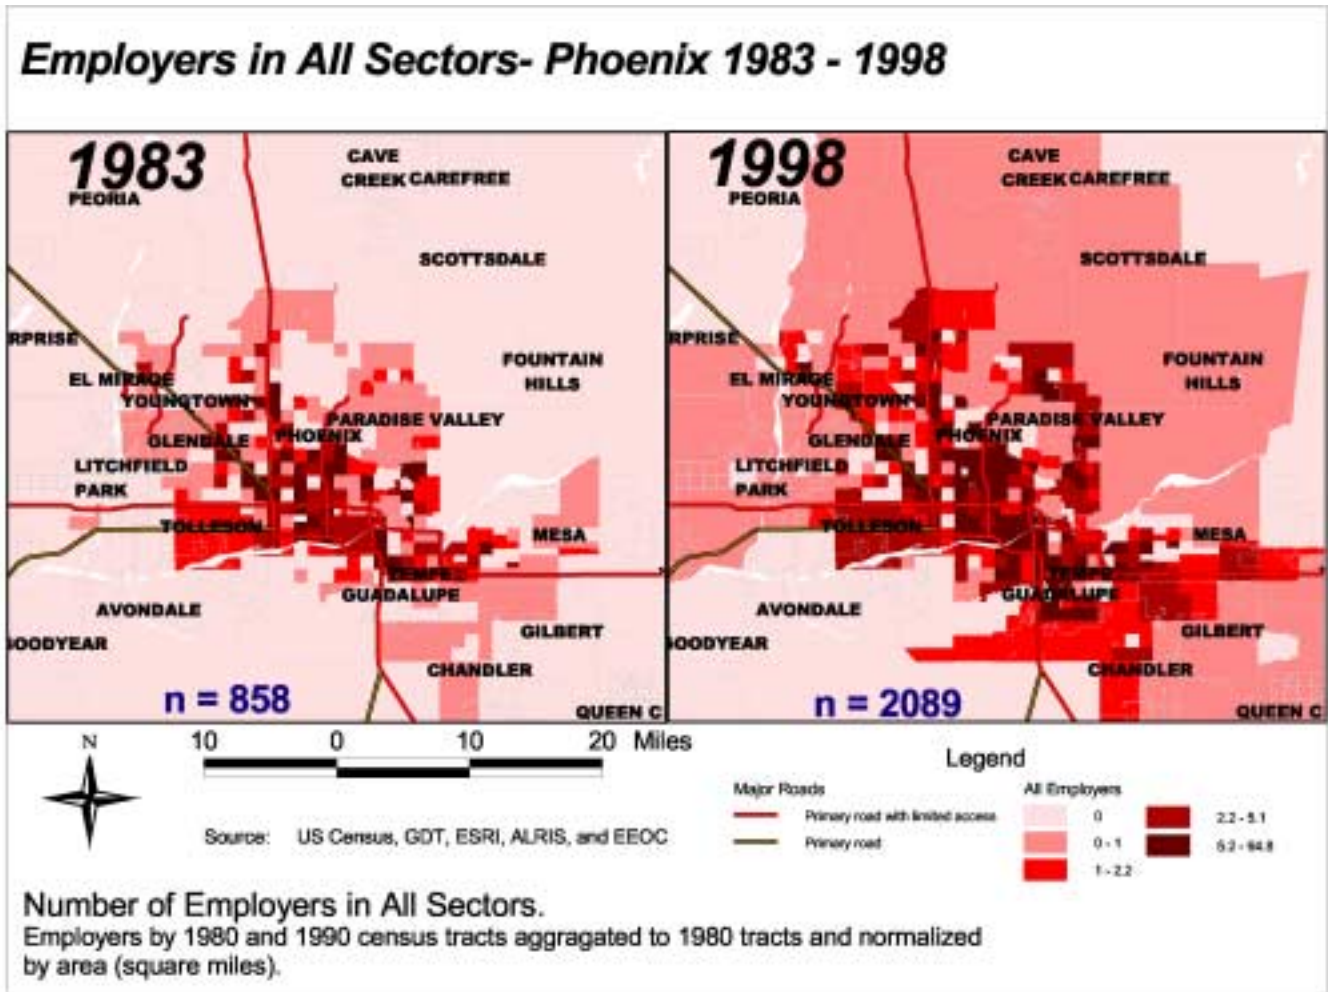 Employers in All Sectors- Phoenix 1983 - 1998
1983
CAVE
CREEK CAREFREE
PEORIA
SCOTTSDALE
RPRISE
FOUNTAIN
HILLS
EL MIRAGE
YOUNGTOWN
PARADISE VALLEY
PHOENIX
GLENDALE
LITCHFIELD
PARK
TOLLESON
MESA
TEMPE
GUADALUPE
AVONDALE
GILBERT
GOODYEAR
CHANDLER
n = 858
QUEEN C
1998
CAVE
CREEK CAREFREE
PEORIA
SCOTTSDALE
RPRISE
FOUNTAIN
HILLS
EL MIRAGE
YOUNGTOWN
PARADISE VALLEY
PHOENIX
GLENDALE
LITCHFIELD
PARK
TOLLESON
MESA
TEMPE
GUADALUPE
AVONDALE
GILBERT
GOODYEAR
CHANDLER
n = 2089
QUEEN C
N
10 0 10 20 Miles
Source: US Census, GDT, ESRI, ALRIS, and EEOC
Legend
Major Roads
Primary road with limited access
Primary road
All Employers
0
0 - 1
1 - 2.2
2.2 - 5.1
5.2 - 64.8
Number of Employers in All Sectors.
Employers by 1980 and 1990 census tracts aggragated to 1980 tracts and normalized
by area (square miles).